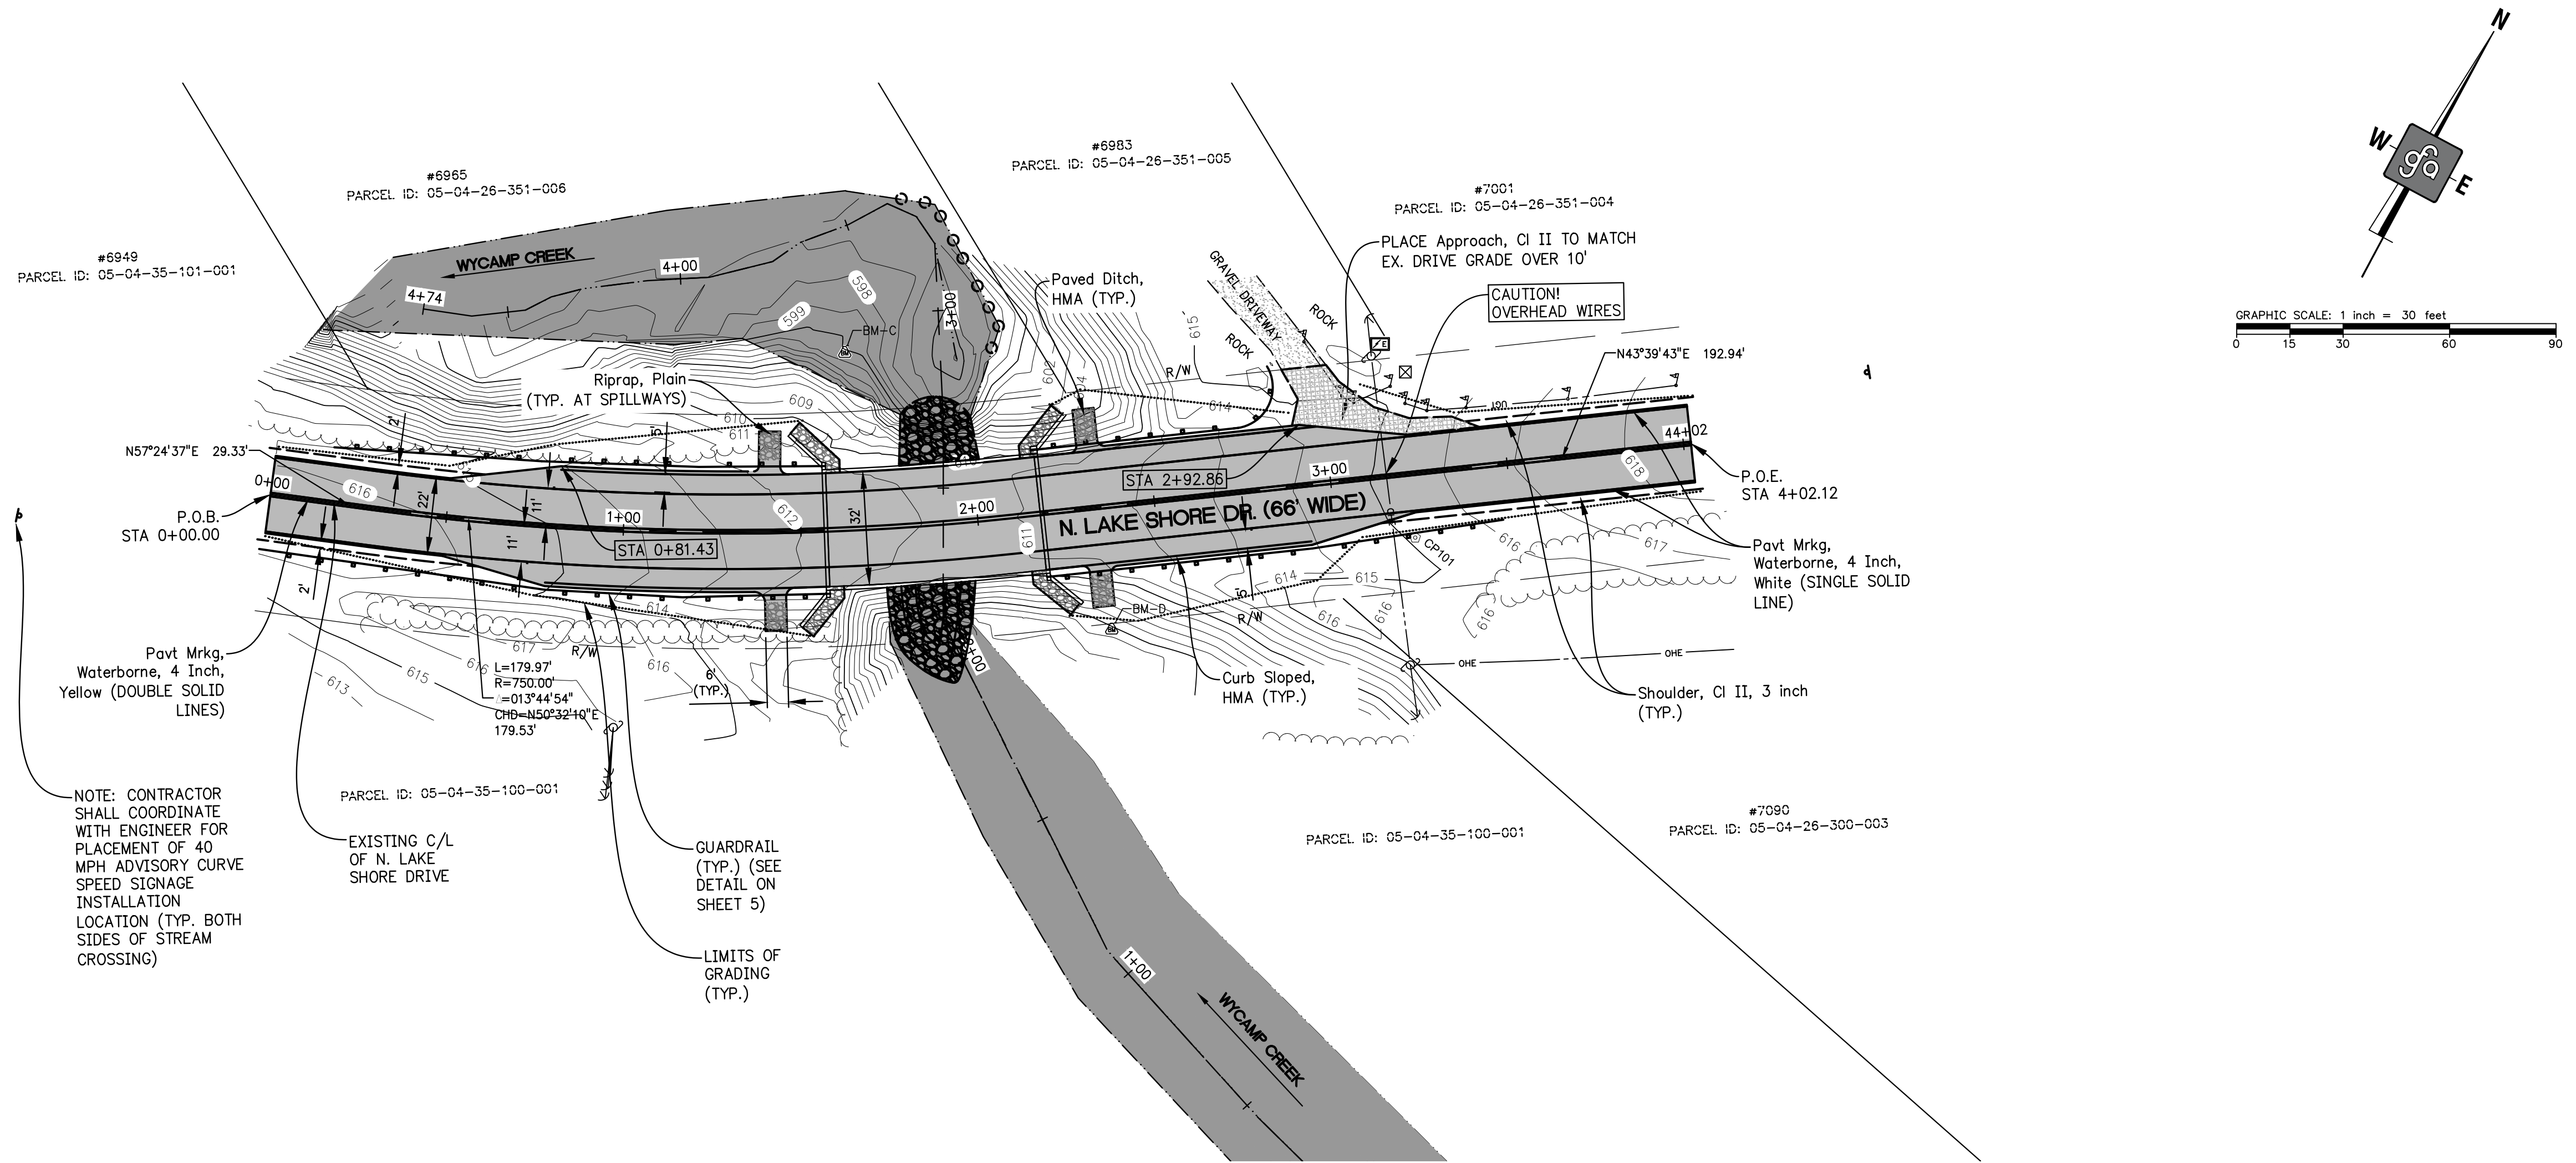 N
W
E
gfa
GRAPHIC SCALE: 1 inch = 30 feet
0 15 30 60 90
#6949
PARCEL ID: 05-04-35-101-001
#6965
PARCEL ID: 05-04-26-351-006
#6983
PARCEL ID: 05-04-26-351-005
#7001
PARCEL ID: 05-04-26-351-004
PLACE Approach, Cl II TO MATCH
EX. DRIVE GRADE OVER 10'
CAUTION!
OVERHEAD WIRES
N43°39'43"E 192.94'
GRAVEL DRIVEWAY
ROCK
ROCK
Paved Ditch,
HMA (TYP.)
WYCAMP CREEK
4+00
4+74
3+00
598
599
BM-C
602
604
615
R/W
614
Riprap, Plain
(TYP. AT SPILLWAYS)
609
610
611
2'
5'
N57°24'37"E 29.33'
0+00
616
22'
11'
11'
1+00
612
32'
2+00
611
STA 0+81.43
STA 2+92.86
3+00
N. LAKE SHORE DR. (66' WIDE)
618
44+02
P.O.B.
STA 0+00.00
P.O.E.
STA 4+02.12
2'
5'
CP101
616
617
614
615
616
616
616
R/W
BM-D
2+00
614
617
616
616
615
613
R/W
6'
(TYP.)
L=179.97'
R=750.00'
△=013°44'54"
CHD=N50°32'10"E
179.53'
Pavt Mrkg,
Waterborne, 4 Inch,
Yellow (DOUBLE SOLID
LINES)
Pavt Mrkg,
Waterborne, 4 Inch,
White (SINGLE SOLID
LINE)
Curb Sloped,
HMA (TYP.)
OHE
OHE
Shoulder, Cl II, 3 inch
(TYP.)
NOTE: CONTRACTOR
SHALL COORDINATE
WITH ENGINEER FOR
PLACEMENT OF 40
MPH ADVISORY CURVE
SPEED SIGNAGE
INSTALLATION
LOCATION (TYP. BOTH
SIDES OF STREAM
CROSSING)
EXISTING C/L
OF N. LAKE
SHORE DRIVE
PARCEL ID: 05-04-35-100-001
GUARDRAIL
(TYP.) (SEE
DETAIL ON
SHEET 5)
LIMITS OF
GRADING
(TYP.)
PARCEL ID: 05-04-35-100-001
#7090
PARCEL ID: 05-04-26-300-003
1+00
WYCAMP CREEK